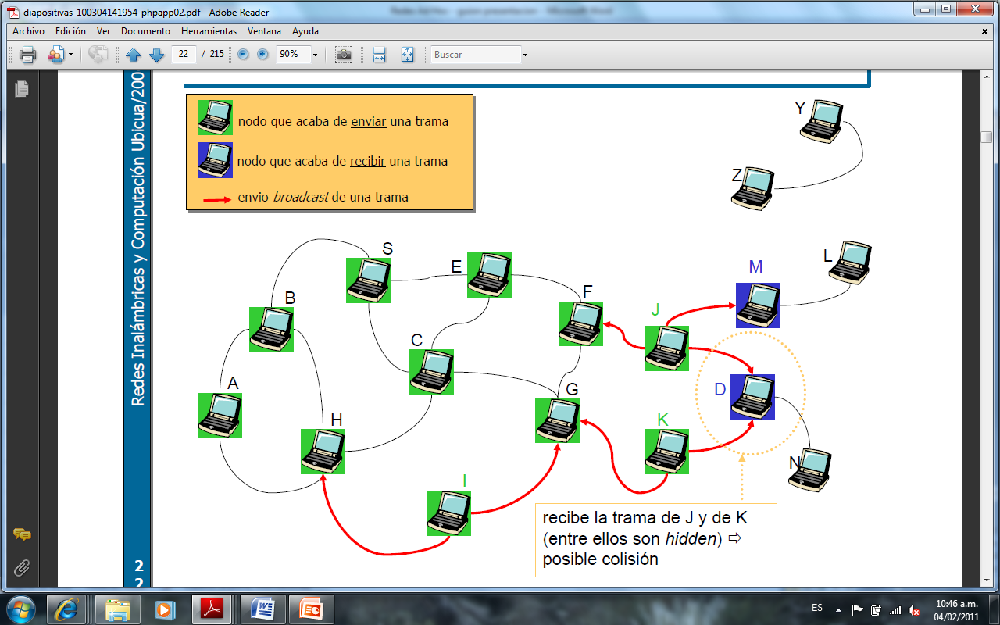 diapositivas-100304141954-phpapp02.pdf - Adobe Reader
Archivo Edición Ver Documento Herramientas Ventana Ayuda
22 / 215 90% Buscar
Redes Inalámbricas y Computación Ubicua/200
nodo que acaba de enviar una trama
nodo que acaba de recibir una trama
envio broadcast de una trama
Y
Z
S
E
L
M
B
F
J
C
A
G
D
H
K
N
I
recibe la trama de J y de K
(entre ellos son hidden) ⇨
posible colisión
2
2
ES
10:46 a.m.
04/02/2011